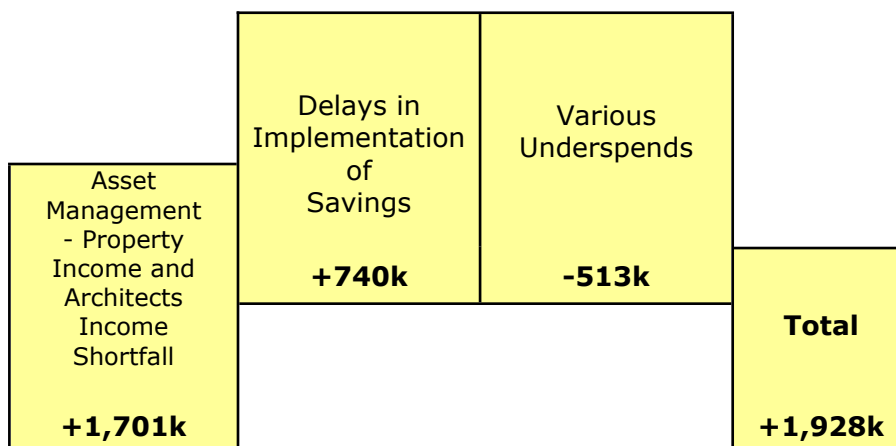 Asset
Management
- Property
Income and
Architects
Income
Shortfall
+1,701k
Delays in
Implementation
of
Savings
+740k
Various
Underspends
-513k
Total
+1,928k